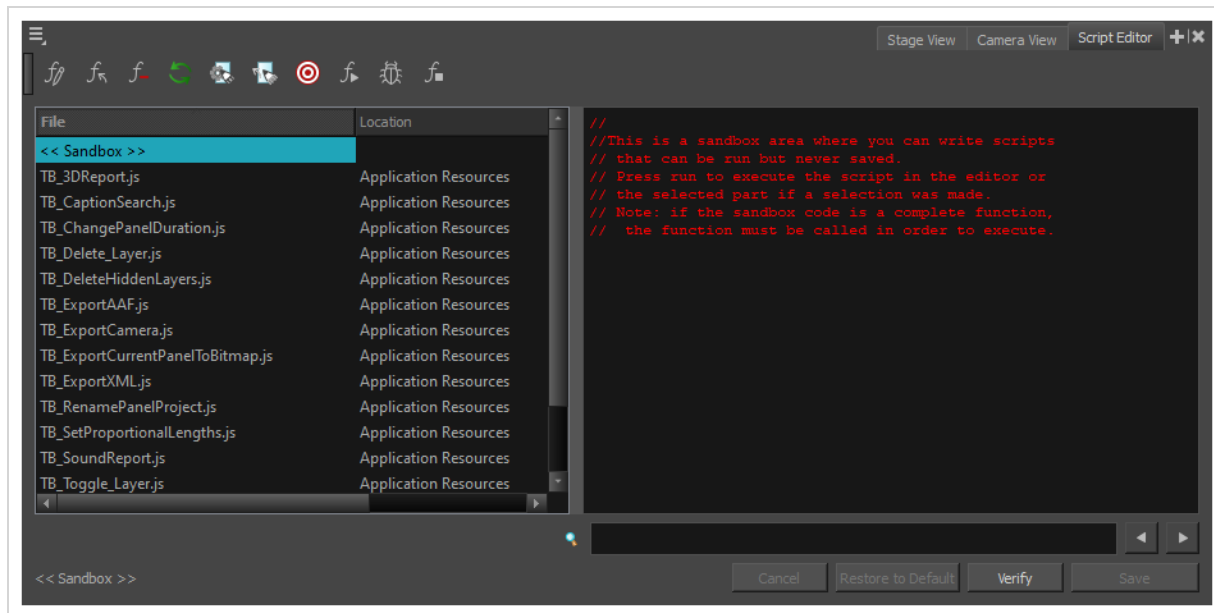 Stage View Camera View Script Editor
File Location
<< Sandbox >>
TB_3DReport.js Application Resources
TB_CaptionSearch.js Application Resources
TB_ChangePanelDuration.js Application Resources
TB_Delete_Layer.js Application Resources
TB_DeleteHiddenLayers.js Application Resources
TB_ExportAAF.js Application Resources
TB_ExportCamera.js Application Resources
TB_ExportCurrentPanelToBitmap.js Application Resources
TB_ExportXML.js Application Resources
TB_RenamePanelProject.js Application Resources
TB_SetProportionalLengths.js Application Resources
TB_SoundReport.js Application Resources
TB_Toggle_Layer.js Application Resources
//
//This is a sandbox area where you can write scripts
// that can be run but never saved.
// Press run to execute the script in the editor or
// the selected part if a selection was made.
// Note: if the sandbox code is a complete function,
//  the function must be called in order to execute.
<< Sandbox >> Cancel Restore to Default Verify Save